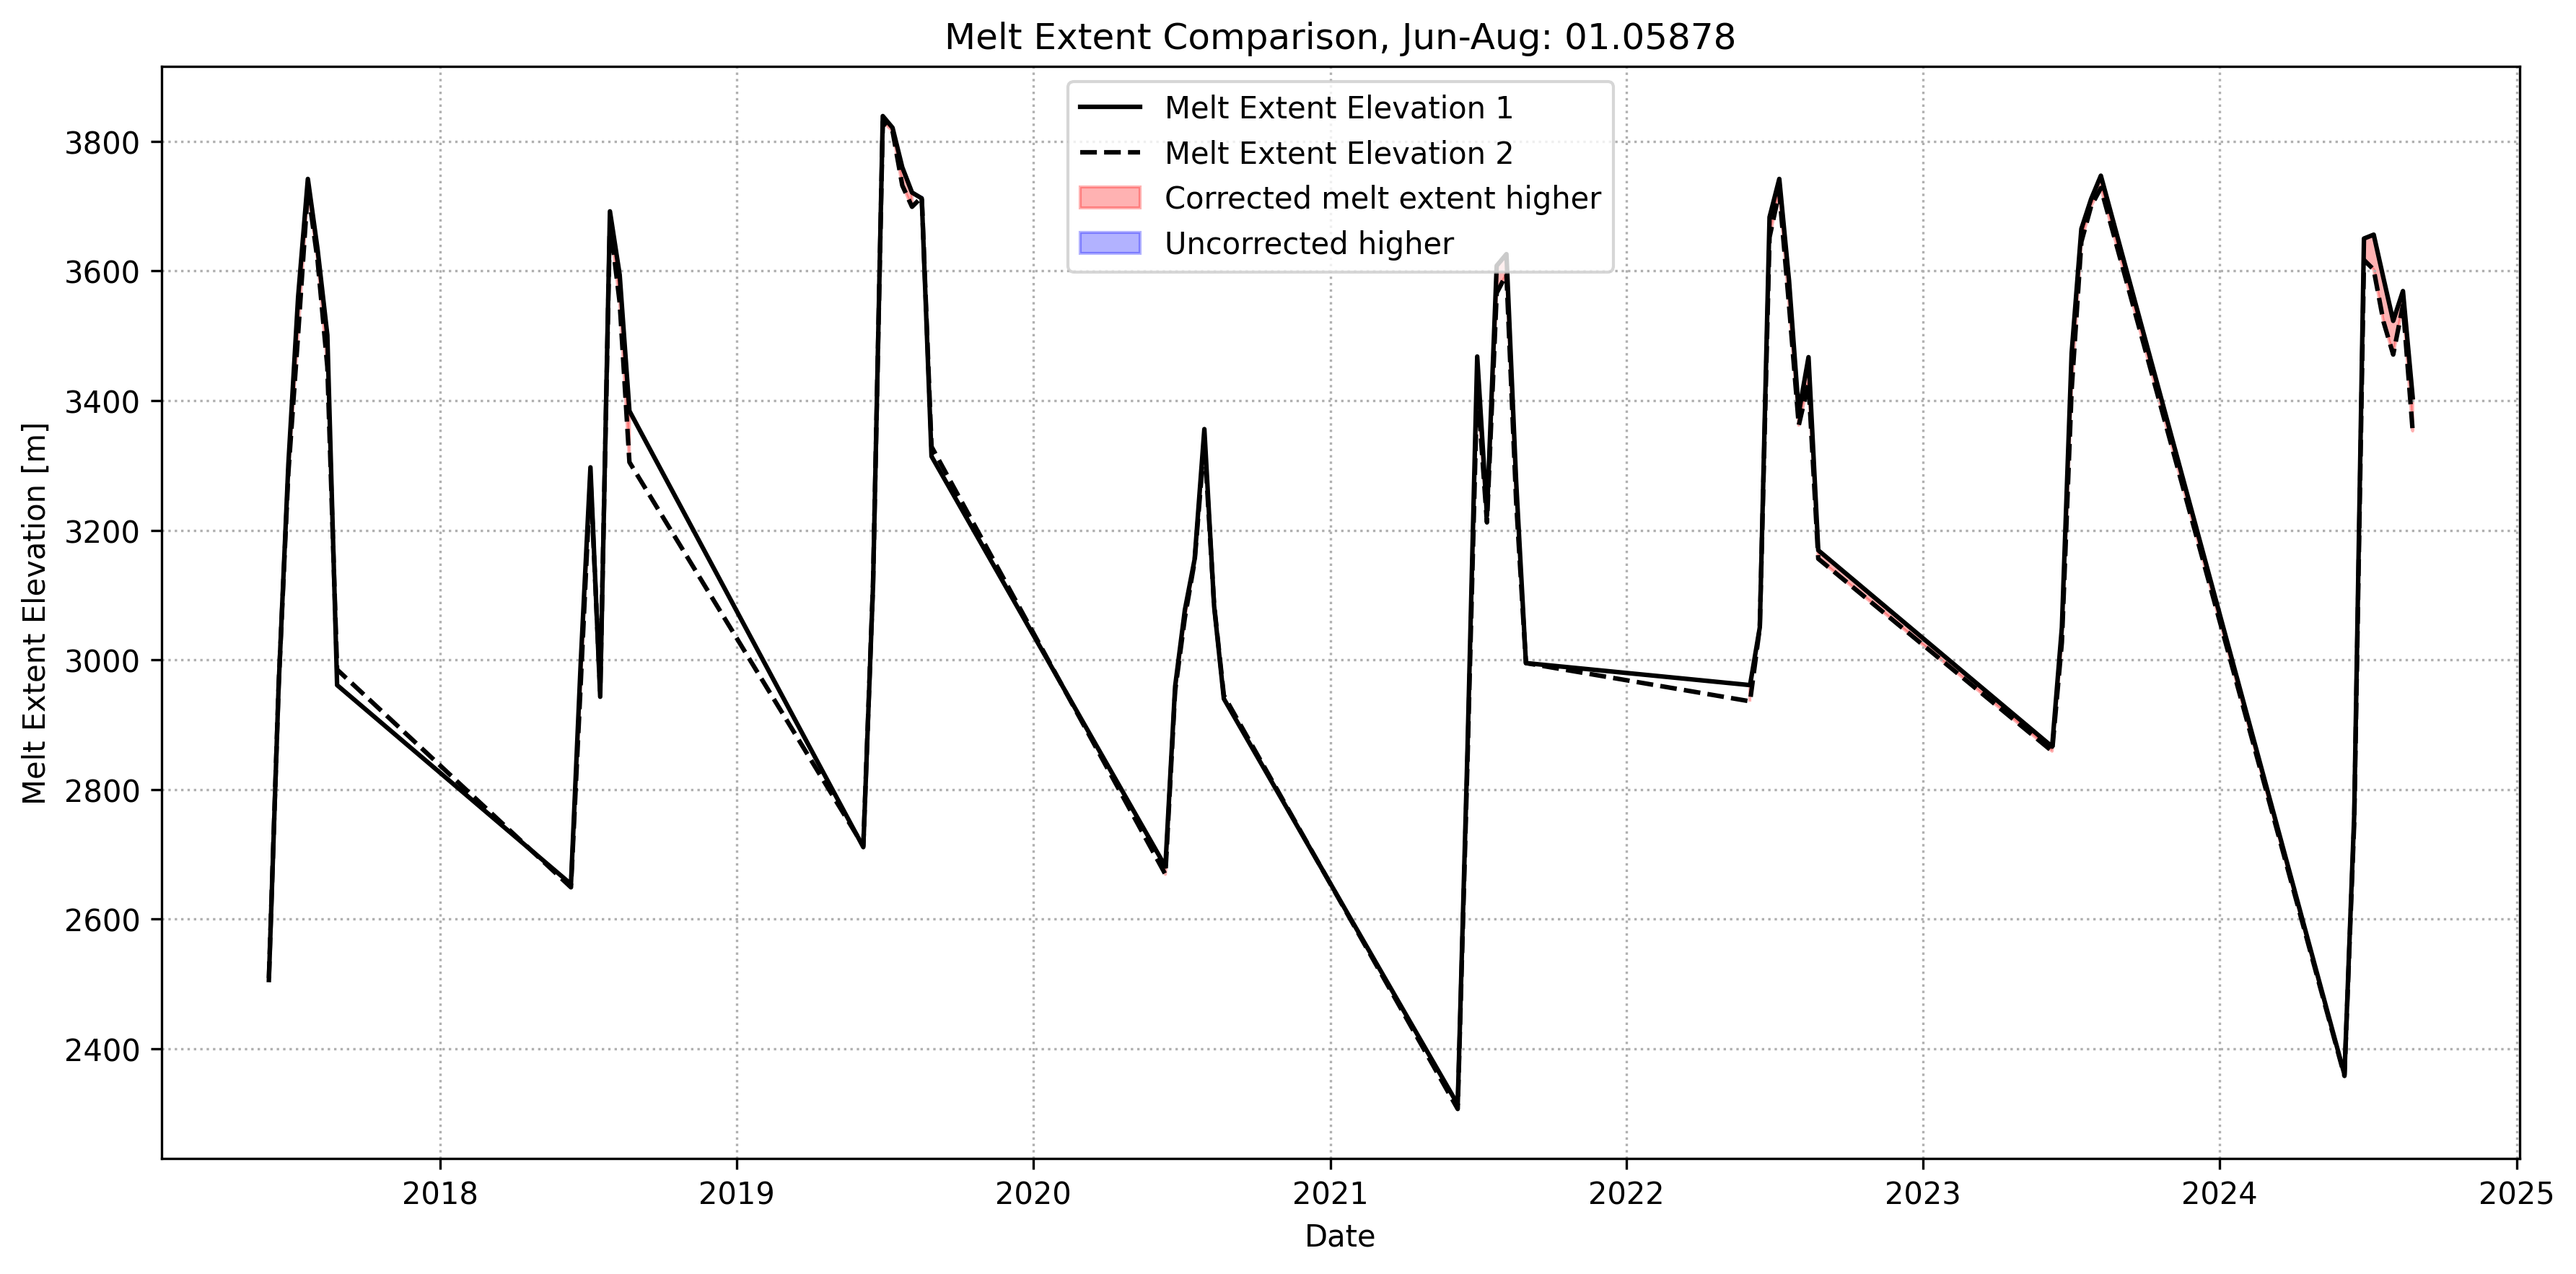 Melt Extent Comparison, Jun-Aug: 01.05878
Melt Extent Elevation 1
Melt Extent Elevation 2
Corrected melt extent higher
Uncorrected higher
Melt Extent Elevation [m]
3800
3600
3400
3200
3000
2800
2600
2400
2018
2019
2020
2021
2022
2023
2024
2025
Date